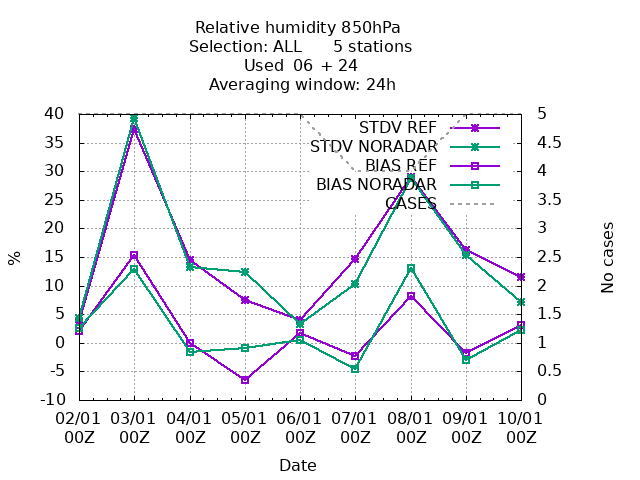 Relative humidity 850hPa
Selection: ALL 5 stations
Used 06 + 24
Averaging window: 24h
STDV REF
STDV NORADAR
BIAS REF
BIAS NORADAR
CASES
40
35
30
25
20
15
10
5
0
-5
-10
%
5
4.5
4
3.5
3
2.5
2
1.5
1
0.5
0
No cases
02/01 03/01 04/01 05/01 06/01 07/01 08/01 09/01 10/01
00Z 00Z 00Z 00Z 00Z 00Z 00Z 00Z 00Z
Date